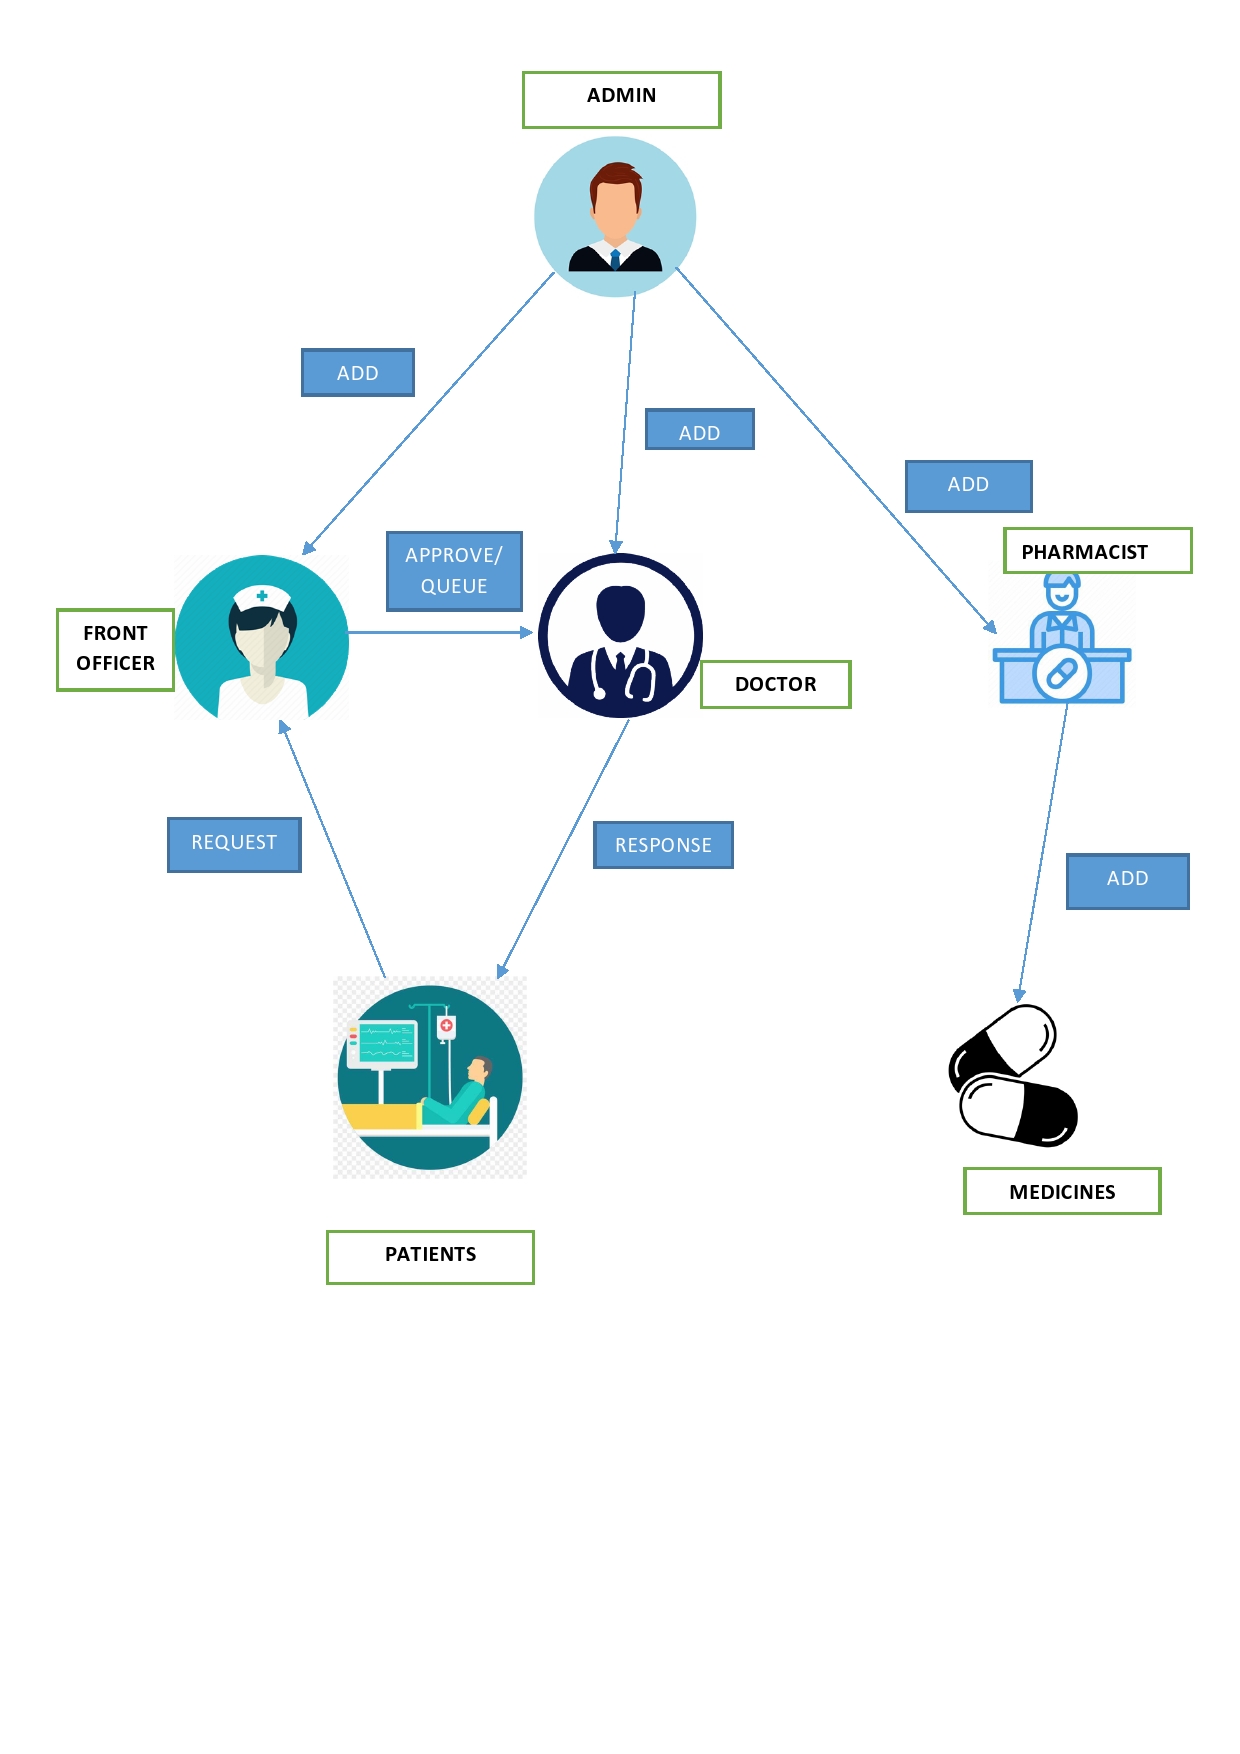 ADMIN
ADD
ADD
ADD
APPROVE/
QUEUE
PHARMACIST
FRONT
OFFICER
DOCTOR
REQUEST
RESPONSE
ADD
MEDICINES
PATIENTS